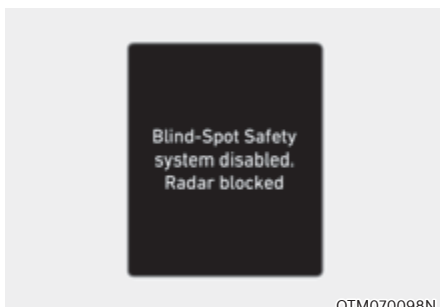 Blind-Spot Safety
system disabled.
Radar blocked
OTM070098N